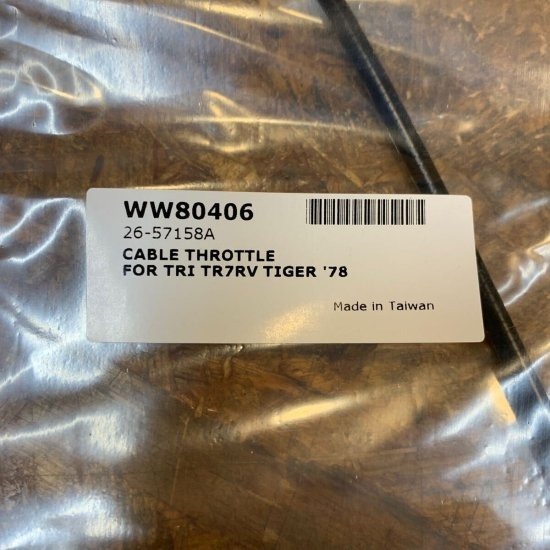 WW80406
26-57158A
CABLE THROTTLE
FOR TRI TR7RV TIGER '78
Made in Taiwan